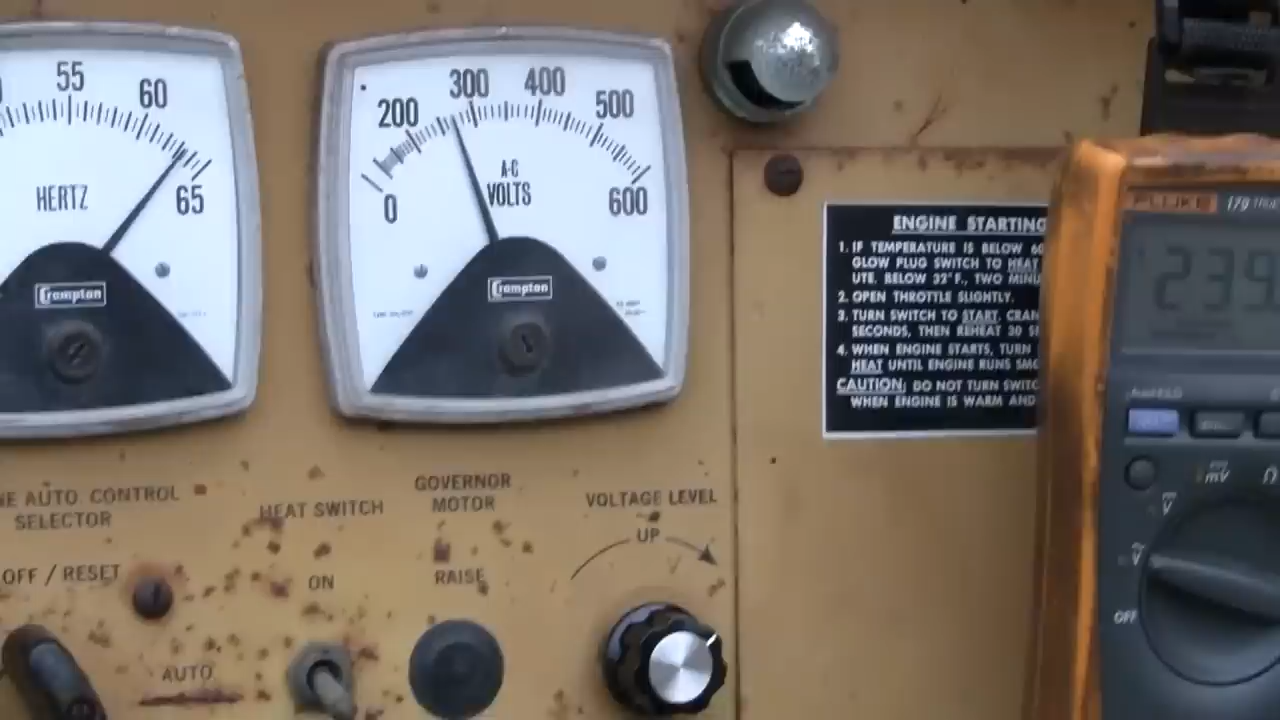 55
60
65
HERTZ
Crompton
0
200
300
400
500
600
A-C
VOLTS
Crompton
ENGINE STARTING
1. IF TEMPERATURE IS BELOW 60
GLOW PLUG SWITCH TO HEAT
UTE. BELOW 32°F., TWO MINU
2. OPEN THROTTLE SLIGHTLY.
3. TURN SWITCH TO START. CRAN
SECONDS, THEN REHEAT 30 S
4. WHEN ENGINE STARTS, TURN
HEAT UNTIL ENGINE RUNS SMO
CAUTION: DO NOT TURN SWITC
WHEN ENGINE IS WARM AND
FLUKE 179 TRUE
239
mV
Ω
V
V
OFF
NE AUTO CONTROL
SELECTOR
OFF / RESET
AUTO
HEAT SWITCH
ON
GOVERNOR
MOTOR
RAISE
VOLTAGE LEVEL
UP